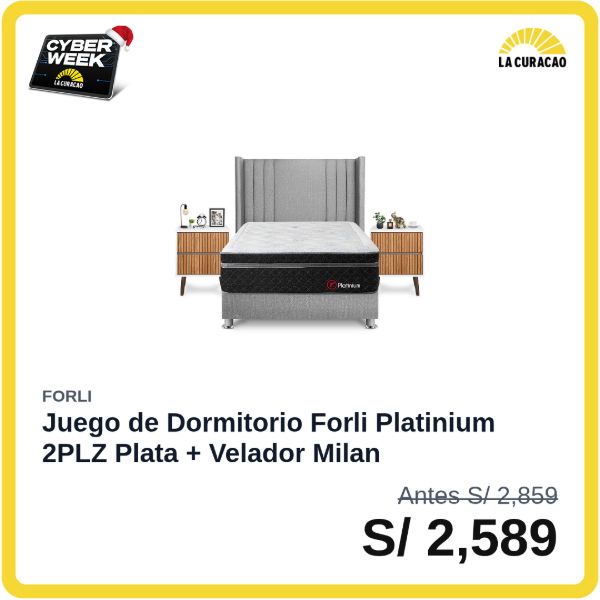 CYBER
WEEK
LA CURACAO
LA CURACAO
Platinium
FORLI
Juego de Dormitorio Forli Platinium
2PLZ Plata + Velador Milan
Antes S/ 2,859
S/ 2,589